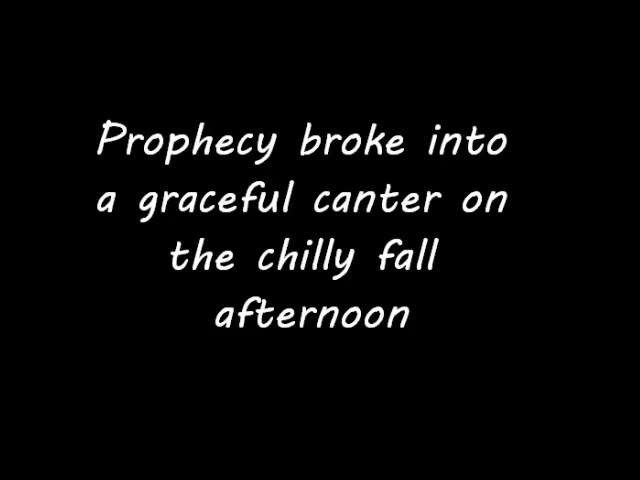 Prophecy broke into
a graceful canter on
the chilly fall
afternoon